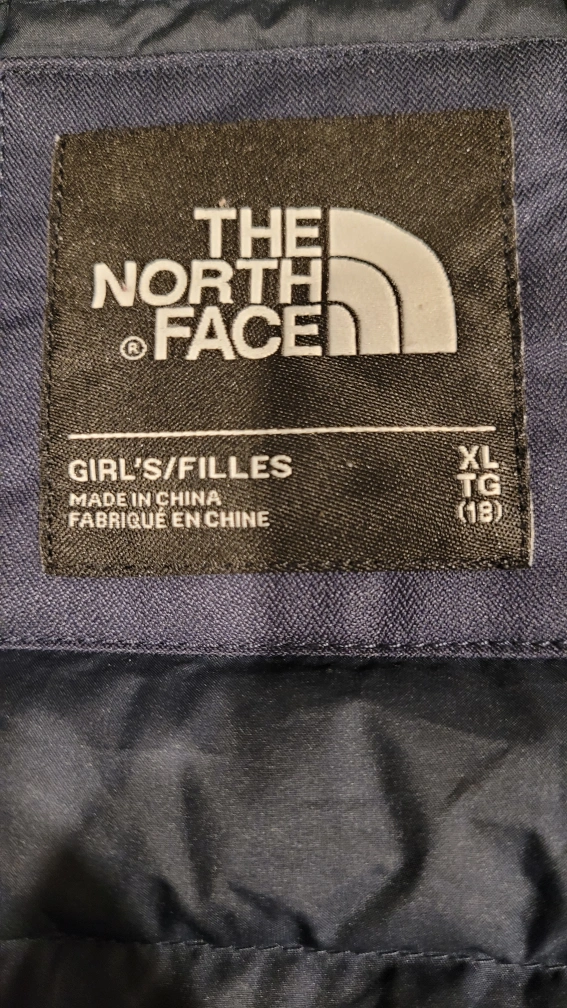 THE
NORTH
® FACE
GIRL'S/FILLES XL
MADE IN CHINA TG
FABRIQUÉ EN CHINE (18)